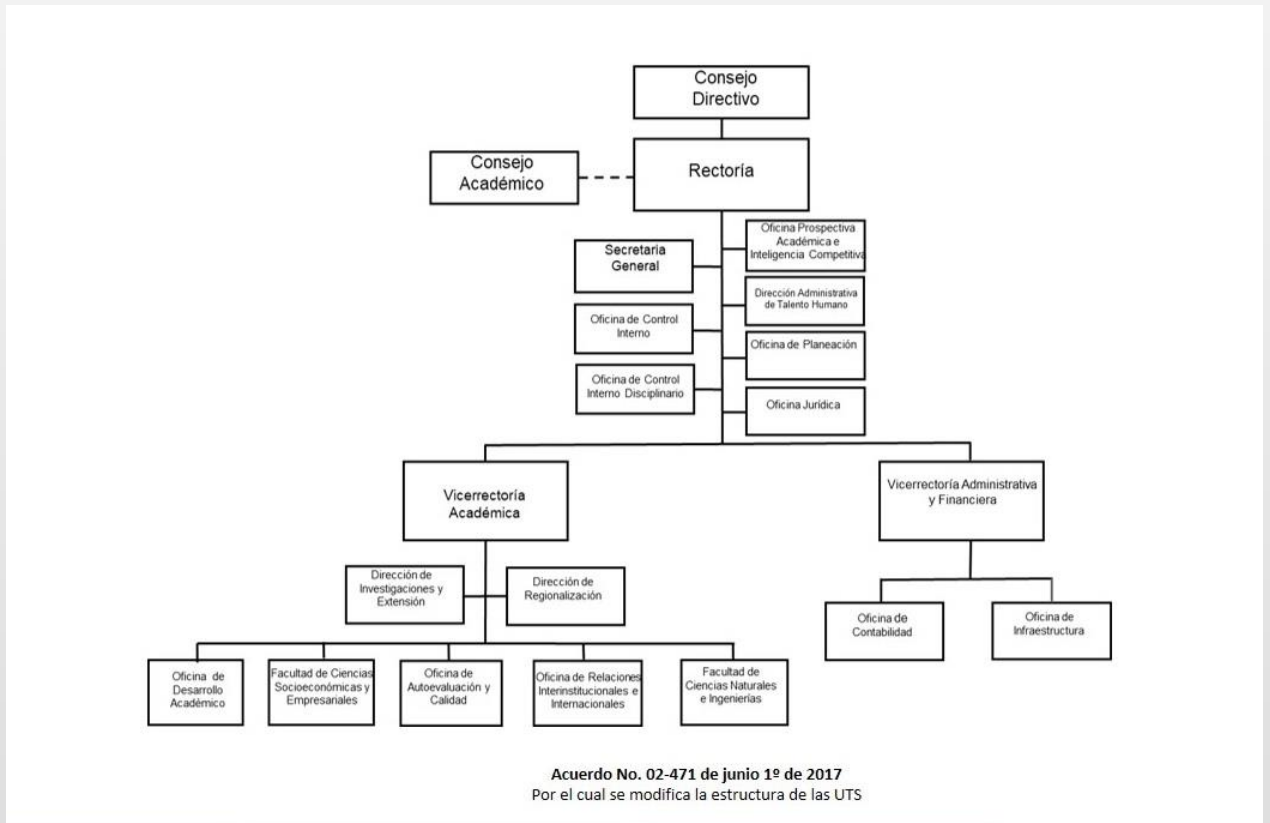 Consejo
Directivo
Consejo
Académico
Rectoría
Oficina Prospectiva
Académica e
Inteligencia Competitiva
Secretaria
General
Dirección Administrativa
de Talento Humano
Oficina de Control
Interno
Oficina de Planeación
Oficina de Control
Interno Disciplinario
Oficina Jurídica
Vicerrectoría
Académica
Vicerrectoría Administrativa
y Financiera
Dirección de
Investigaciones y
Extensión
Dirección de
Regionalización
Oficina de
Contabilidad
Oficina de
Infraestructura
Oficina de
Desarrollo
Académico
Facultad de Ciencias
Socioeconómicas y
Empresariales
Oficina de
Autoevaluación y
Calidad
Oficina de Relaciones
Interinstitucionales e
Internacionales
Facultad de
Ciencias Naturales
e Ingenierías
Acuerdo No. 02-471 de junio 1º de 2017
Por el cual se modifica la estructura de las UTS